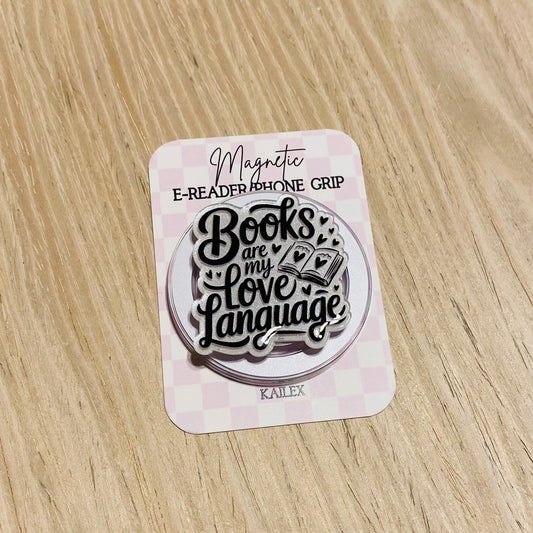 Magnetic
E-READER/PHONE GRIP
Books
are
my
Love
Language
KAILEX